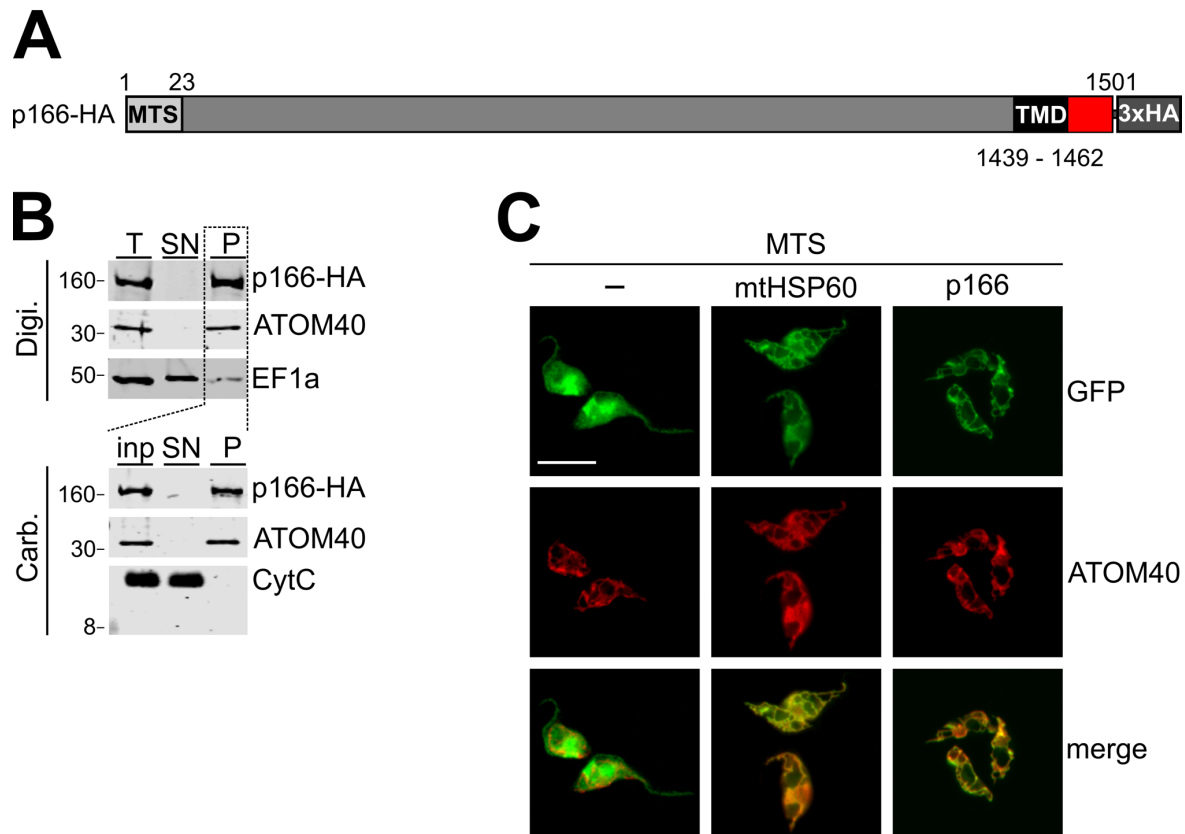 A
1 23 1501
p166-HA MTS TMD 3xHA
1439 - 1462
B
T SN P
Digi.
160- p166-HA
30- ATOM40
50- EF1a
inp SN P
Carb.
160- p166-HA
30- ATOM40
CytC
8-
C
MTS
– mtHSP60 p166
GFP
ATOM40
merge